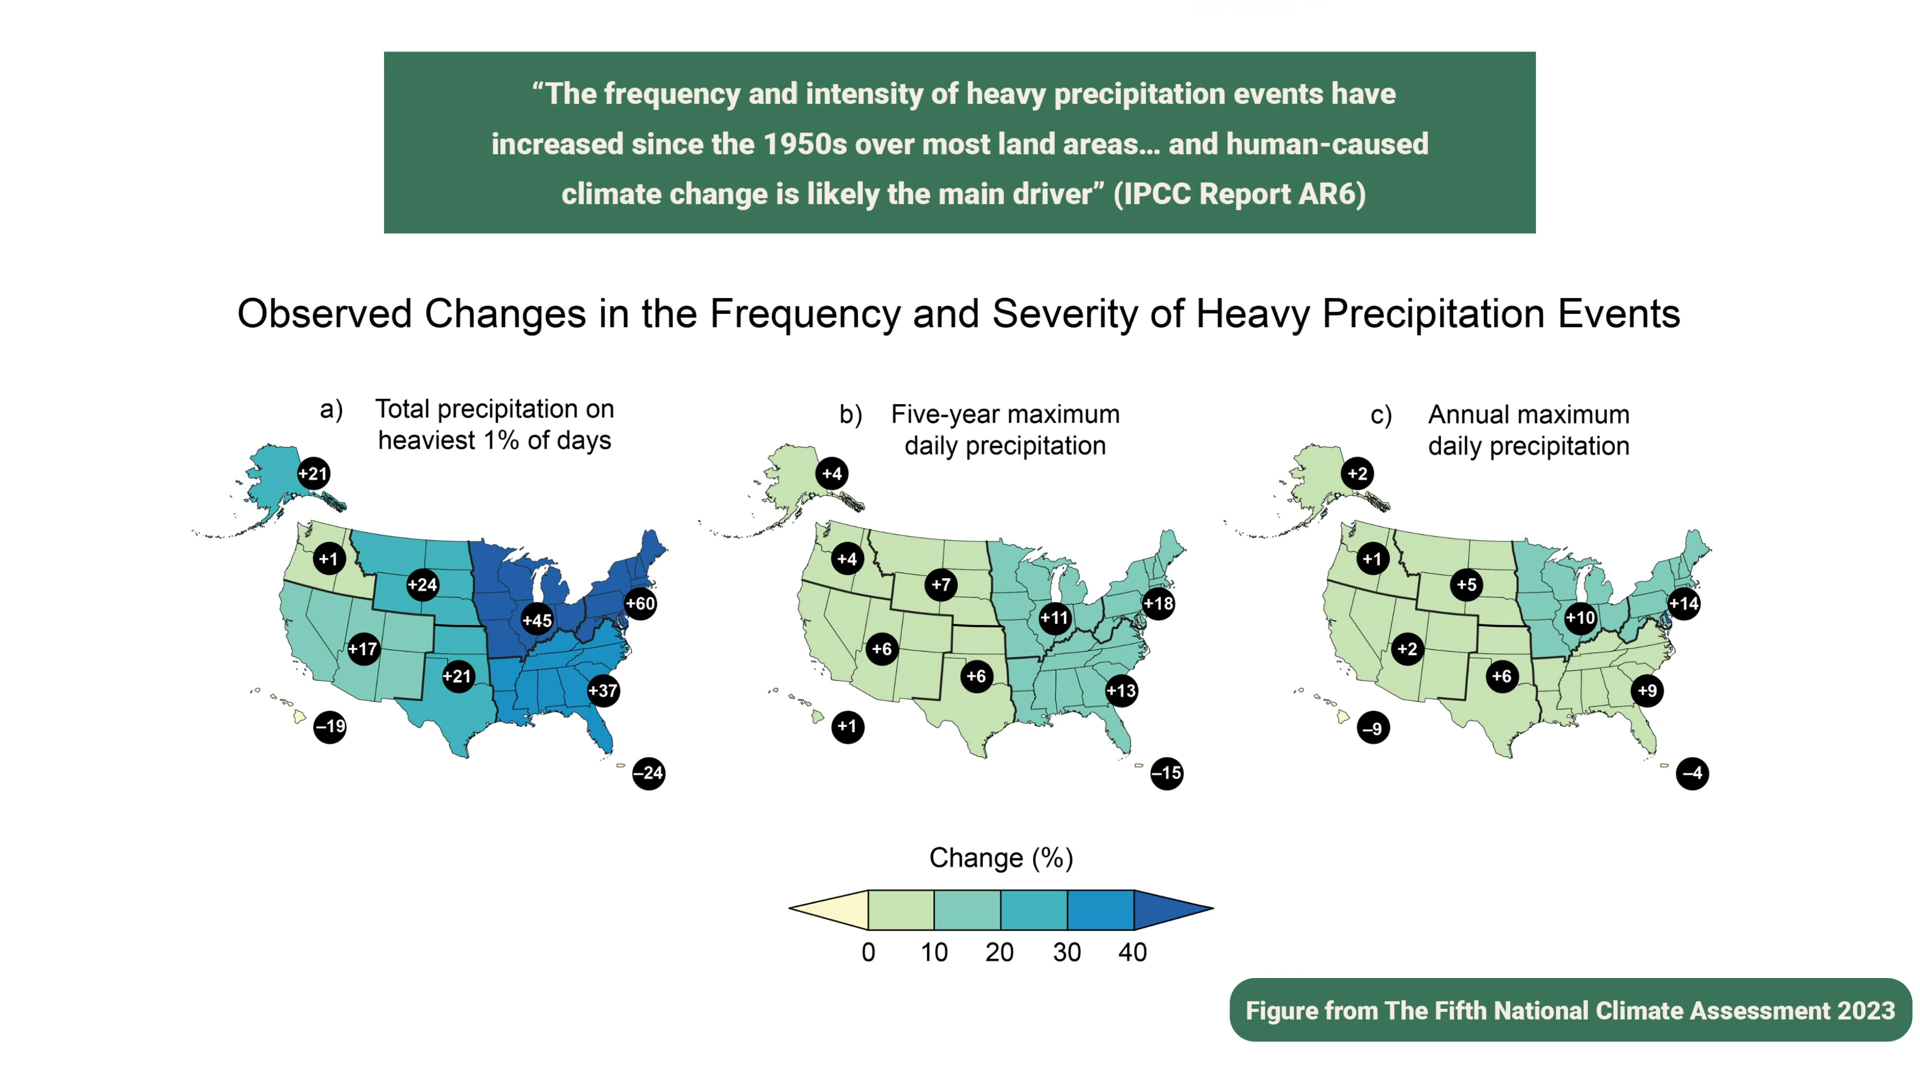 “The frequency and intensity of heavy precipitation events have
increased since the 1950s over most land areas... and human-caused
climate change is likely the main driver” (IPCC Report AR6)
Observed Changes in the Frequency and Severity of Heavy Precipitation Events
a) Total precipitation on
heaviest 1% of days
+21
+1
+24
+60
+45
+17
+21
+37
–19
–24
b) Five-year maximum
daily precipitation
+4
+4
+7
+18
+11
+6
+6
+13
+1
–15
c) Annual maximum
daily precipitation
+2
+1
+5
+14
+10
+2
+6
+9
–9
–4
Change (%)
0 10 20 30 40
Figure from The Fifth National Climate Assessment 2023